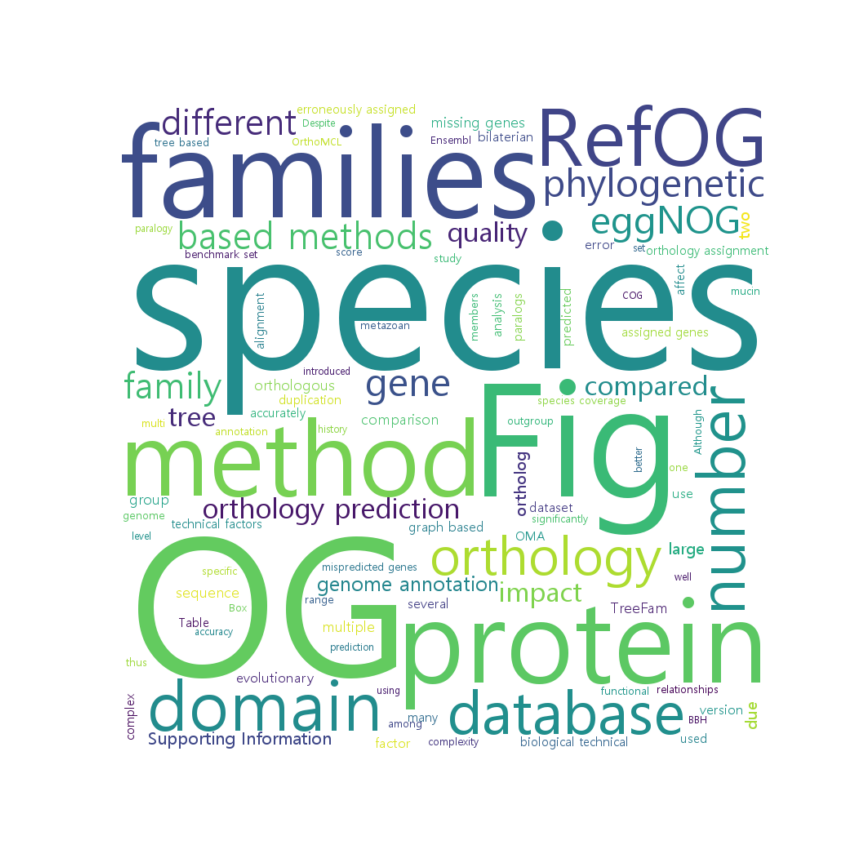 different
erroneously assigned
Despite
missing genes
RefOG
tree based
OrthoMCL
Ensembl
bilaterian
families
phylogenetic
paralogy
based methods
quality
eggNOG
two
benchmark set
score
study
error
set
orthology assignment
species
alignment
metazoan
members
analysis
paralogs
predicted
COG
affect
mucin
assigned genes
introduced
family
orthologous
gene
compared
duplication
tree
accurately
comparison
species coverage
outgroup
Although
multi
annotation
history
method
Fig
better
one
number
group
orthology prediction
ortholog
dataset
use
genome
technical factors
graph based
significantly
level
OMA
orthology
large
OG
specific
mispredicted genes
genome annotation
impact
well
sequence
Box
range
several
TreeFam
Table
accuracy
multiple
prediction
protein
thus
evolutionary
using
functional
relationships
complex
domain
among
many
database
version
BBH
due
Supporting Information
factor
complexity
biological technical
used